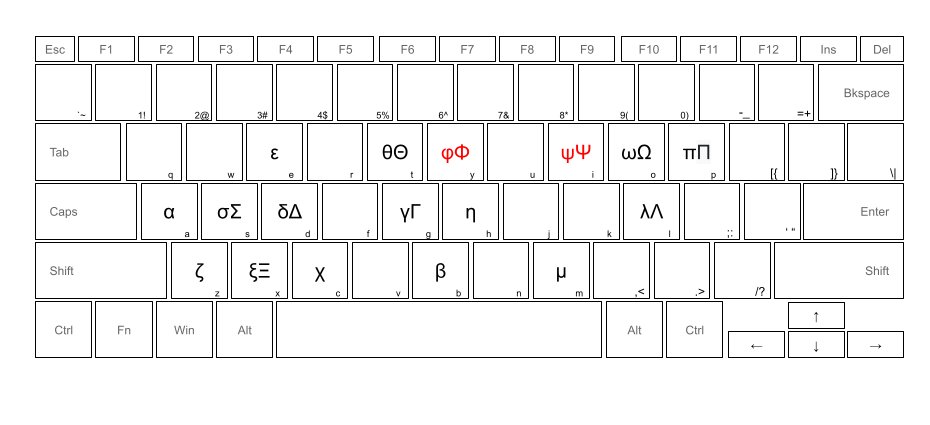 Esc F1 F2 F3 F4 F5 F6 F7 F8 F9 F10 F11 F12 Ins Del
`~ 1! 2@ 3# 4$ 5% 6^ 7& 8* 9( 0) -_ =+ Bkspace
Tab q w ε e r θΘ t φΦ y u ψΨ i ωΩ o πΠ p [{ ]} \|
Caps α a σΣ s δΔ d f γΓ g η h j k λΛ l ;: ' " Enter
Shift ζ z ξΞ x χ c v β b n μ m ,< .> /? Shift
Ctrl Fn Win Alt Alt Ctrl ↑
← ↓ →